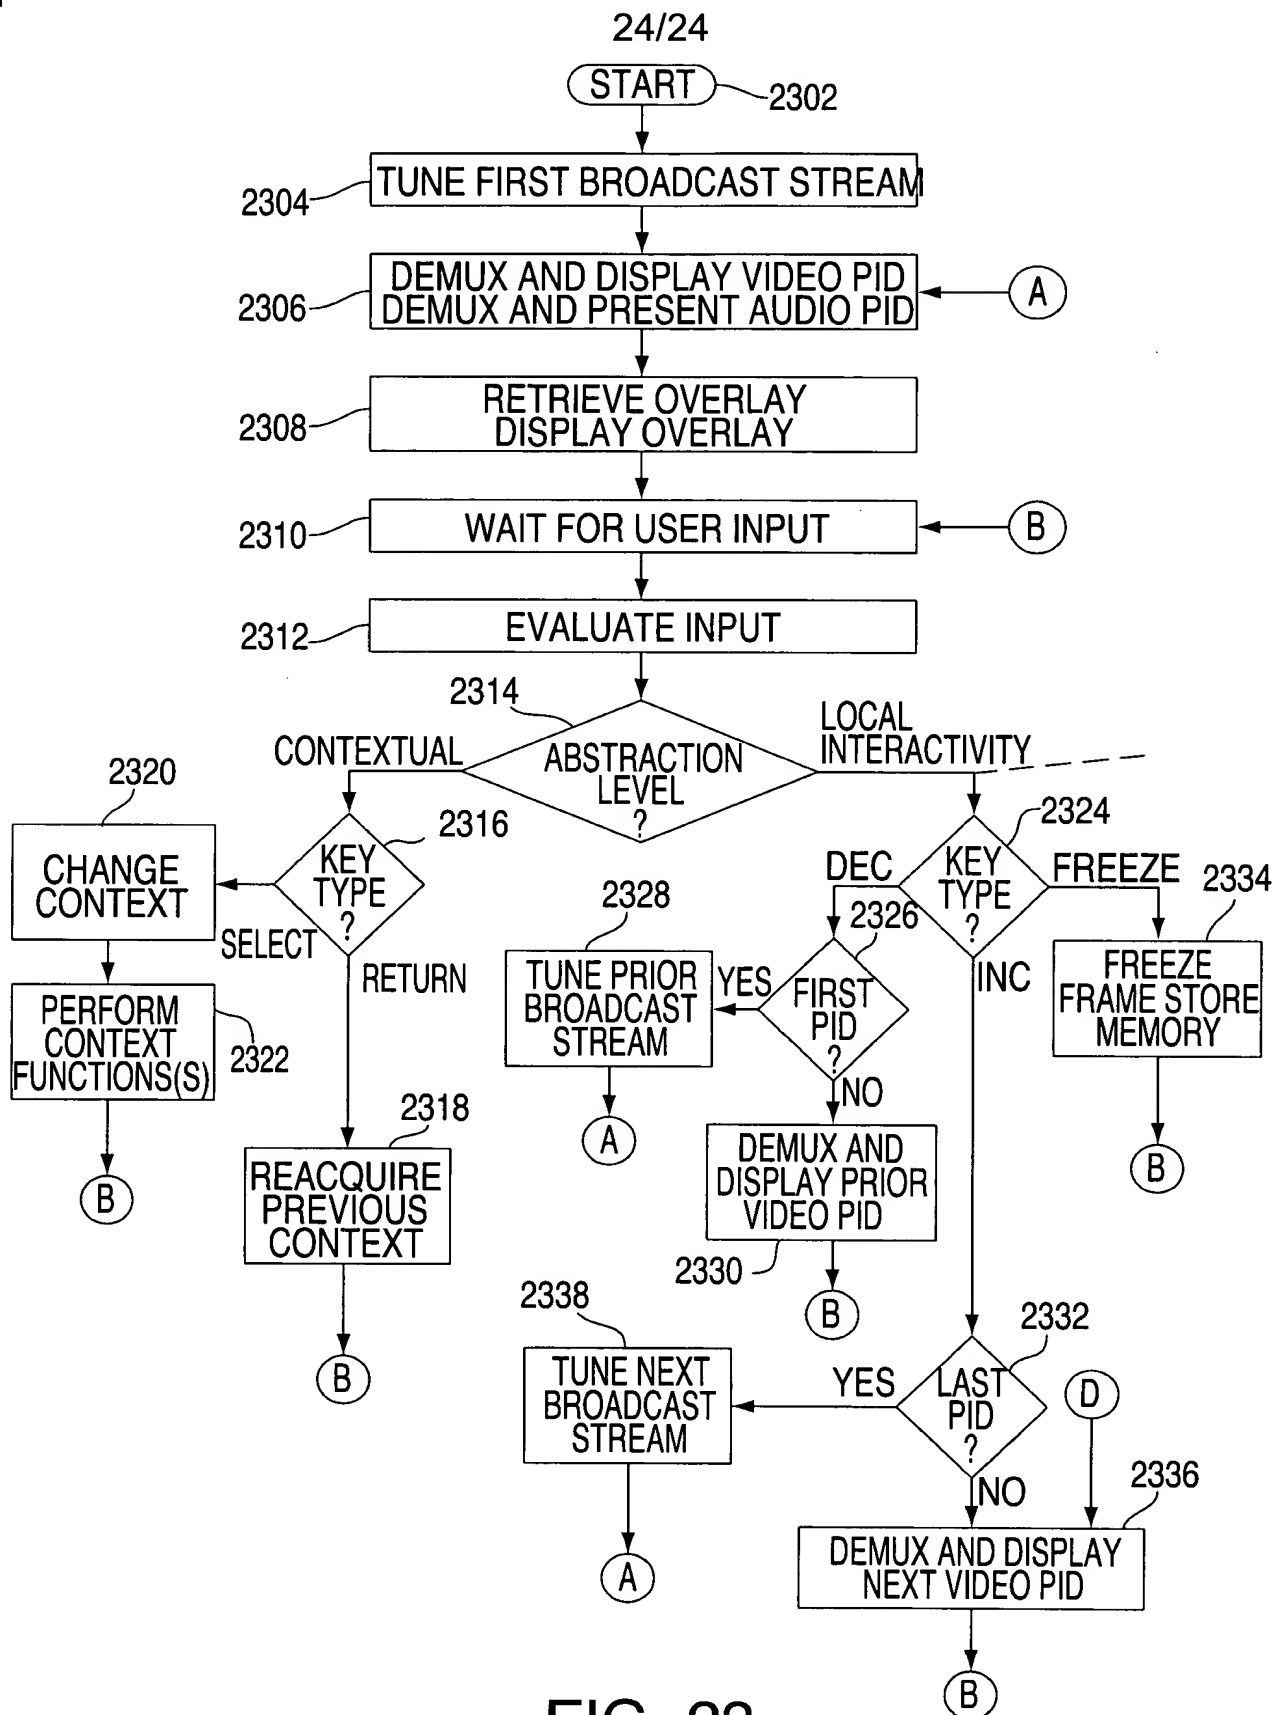 24/24
START
2302
TUNE FIRST BROADCAST STREAM
2304
DEMUX AND DISPLAY VIDEO PID
DEMUX AND PRESENT AUDIO PID
2306
A
RETRIEVE OVERLAY
DISPLAY OVERLAY
2308
WAIT FOR USER INPUT
2310
B
EVALUATE INPUT
2312
2314
ABSTRACTION
LEVEL
?
CONTEXTUAL
LOCAL
INTERACTIVITY
2320
CHANGE
CONTEXT
2316
KEY
TYPE
?
SELECT
RETURN
PERFORM
CONTEXT
FUNCTIONS(S)
2322
B
2318
REACQUIRE
PREVIOUS
CONTEXT
B
2324
KEY
TYPE
?
DEC
FREEZE
INC
2334
FREEZE
FRAME STORE
MEMORY
B
2328
TUNE PRIOR
BROADCAST
STREAM
A
YES
2326
FIRST
PID
?
NO
DEMUX AND
DISPLAY PRIOR
VIDEO PID
2330
B
2338
TUNE NEXT
BROADCAST
STREAM
A
YES
2332
LAST
PID
?
NO
D
2336
DEMUX AND DISPLAY
NEXT VIDEO PID
B